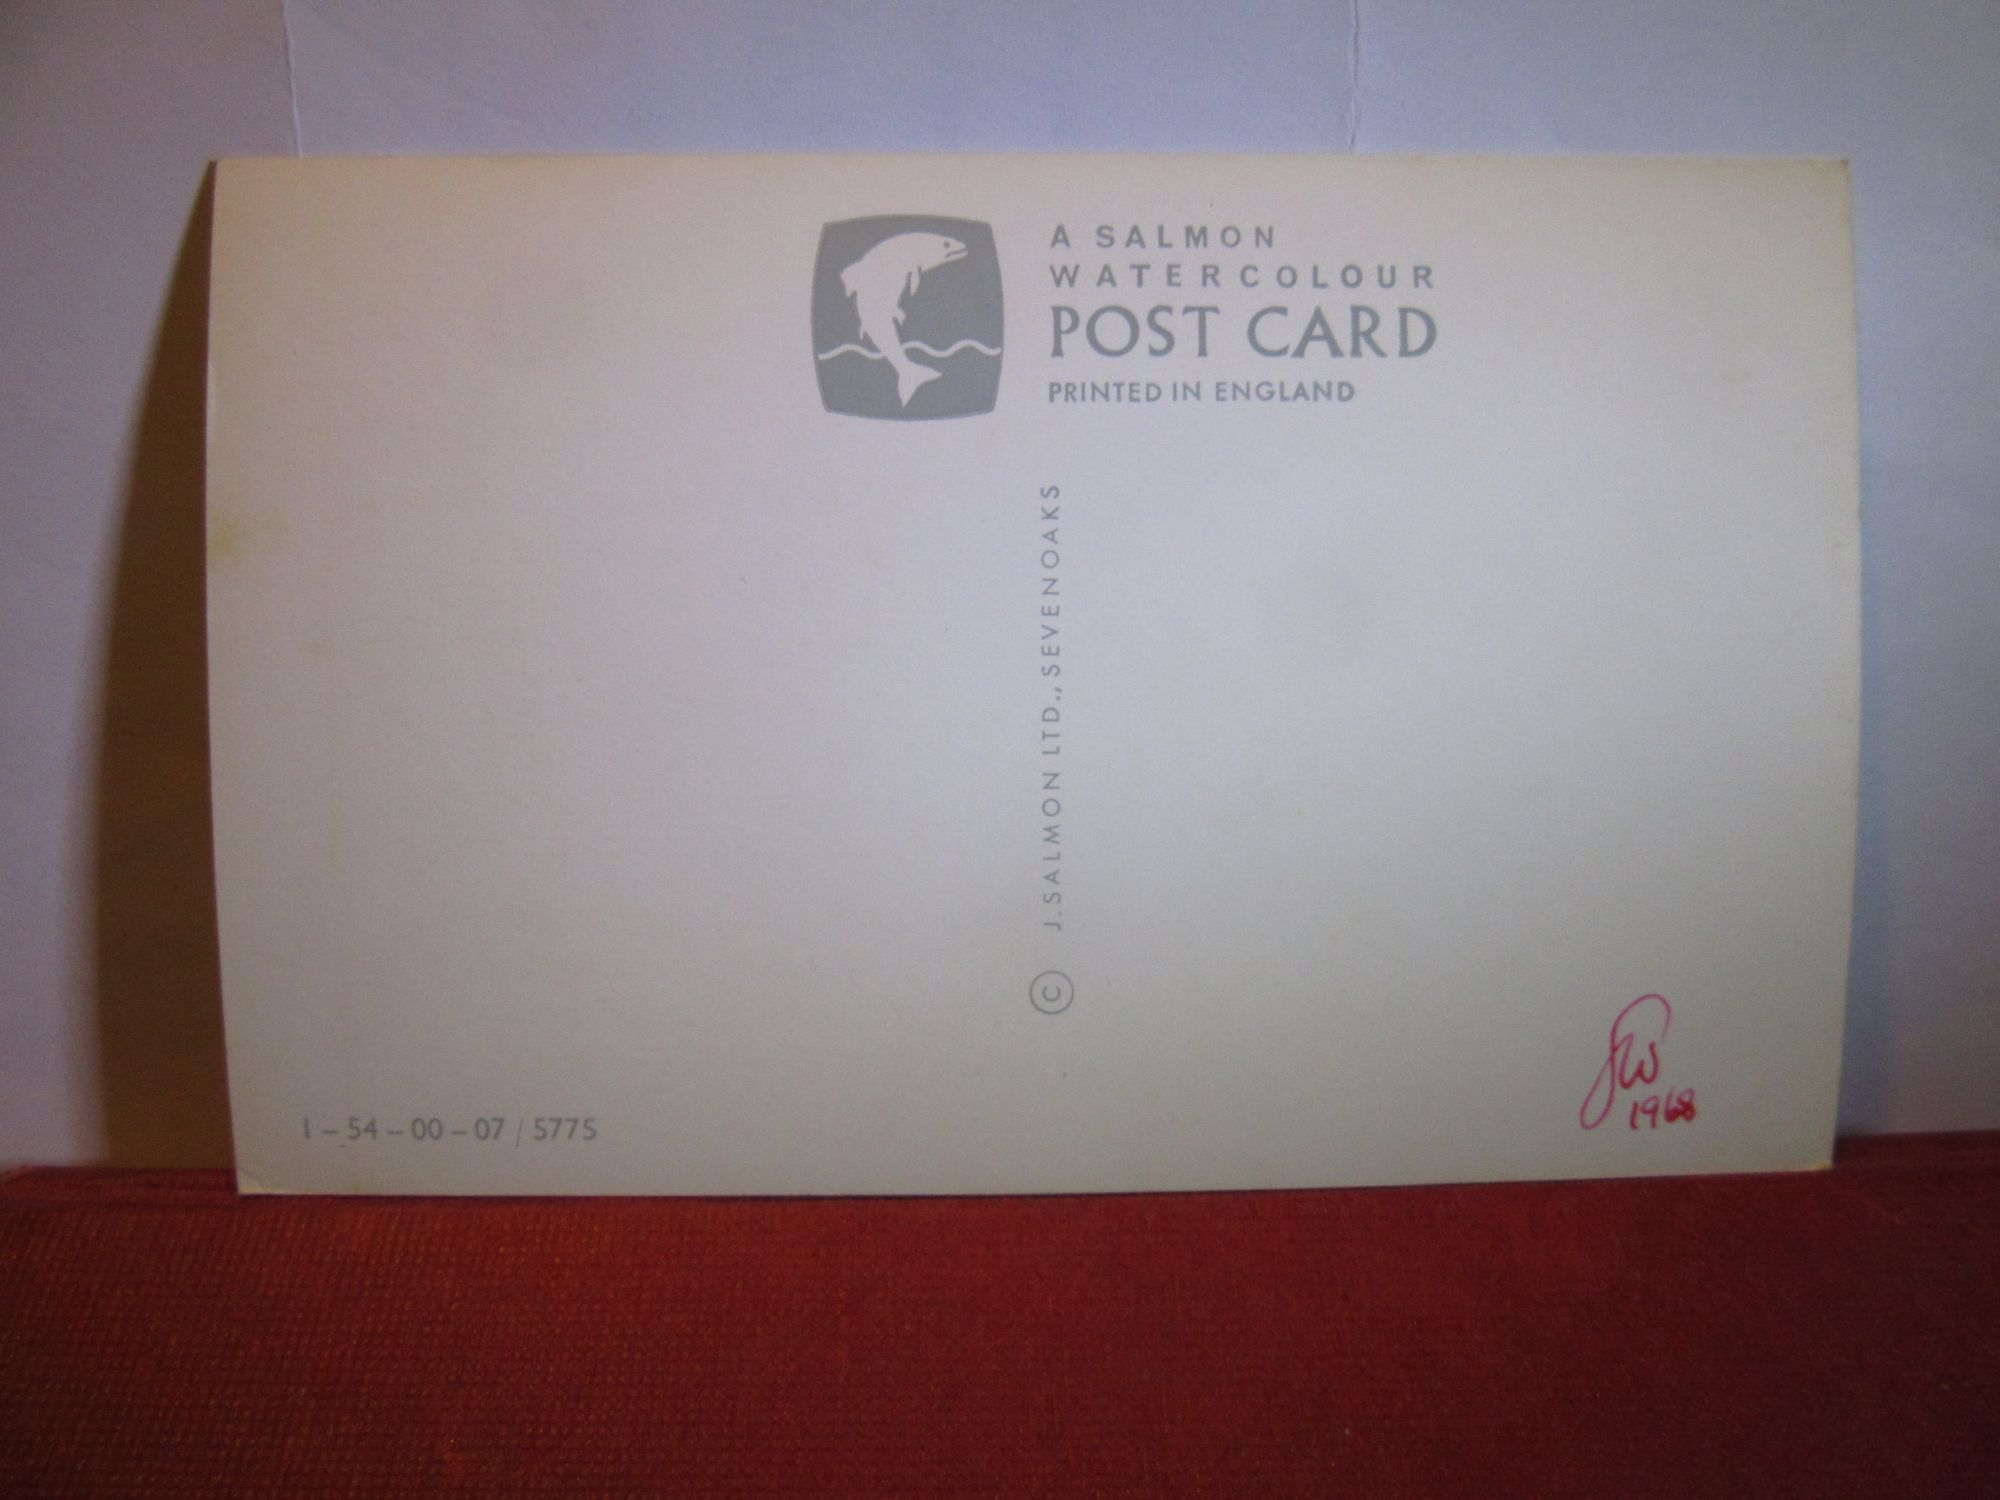 A SALMON
WATERCOLOUR
POST CARD
PRINTED IN ENGLAND
© J. SALMON LTD., SEVENOAKS
1-54-00-07/5775
1968